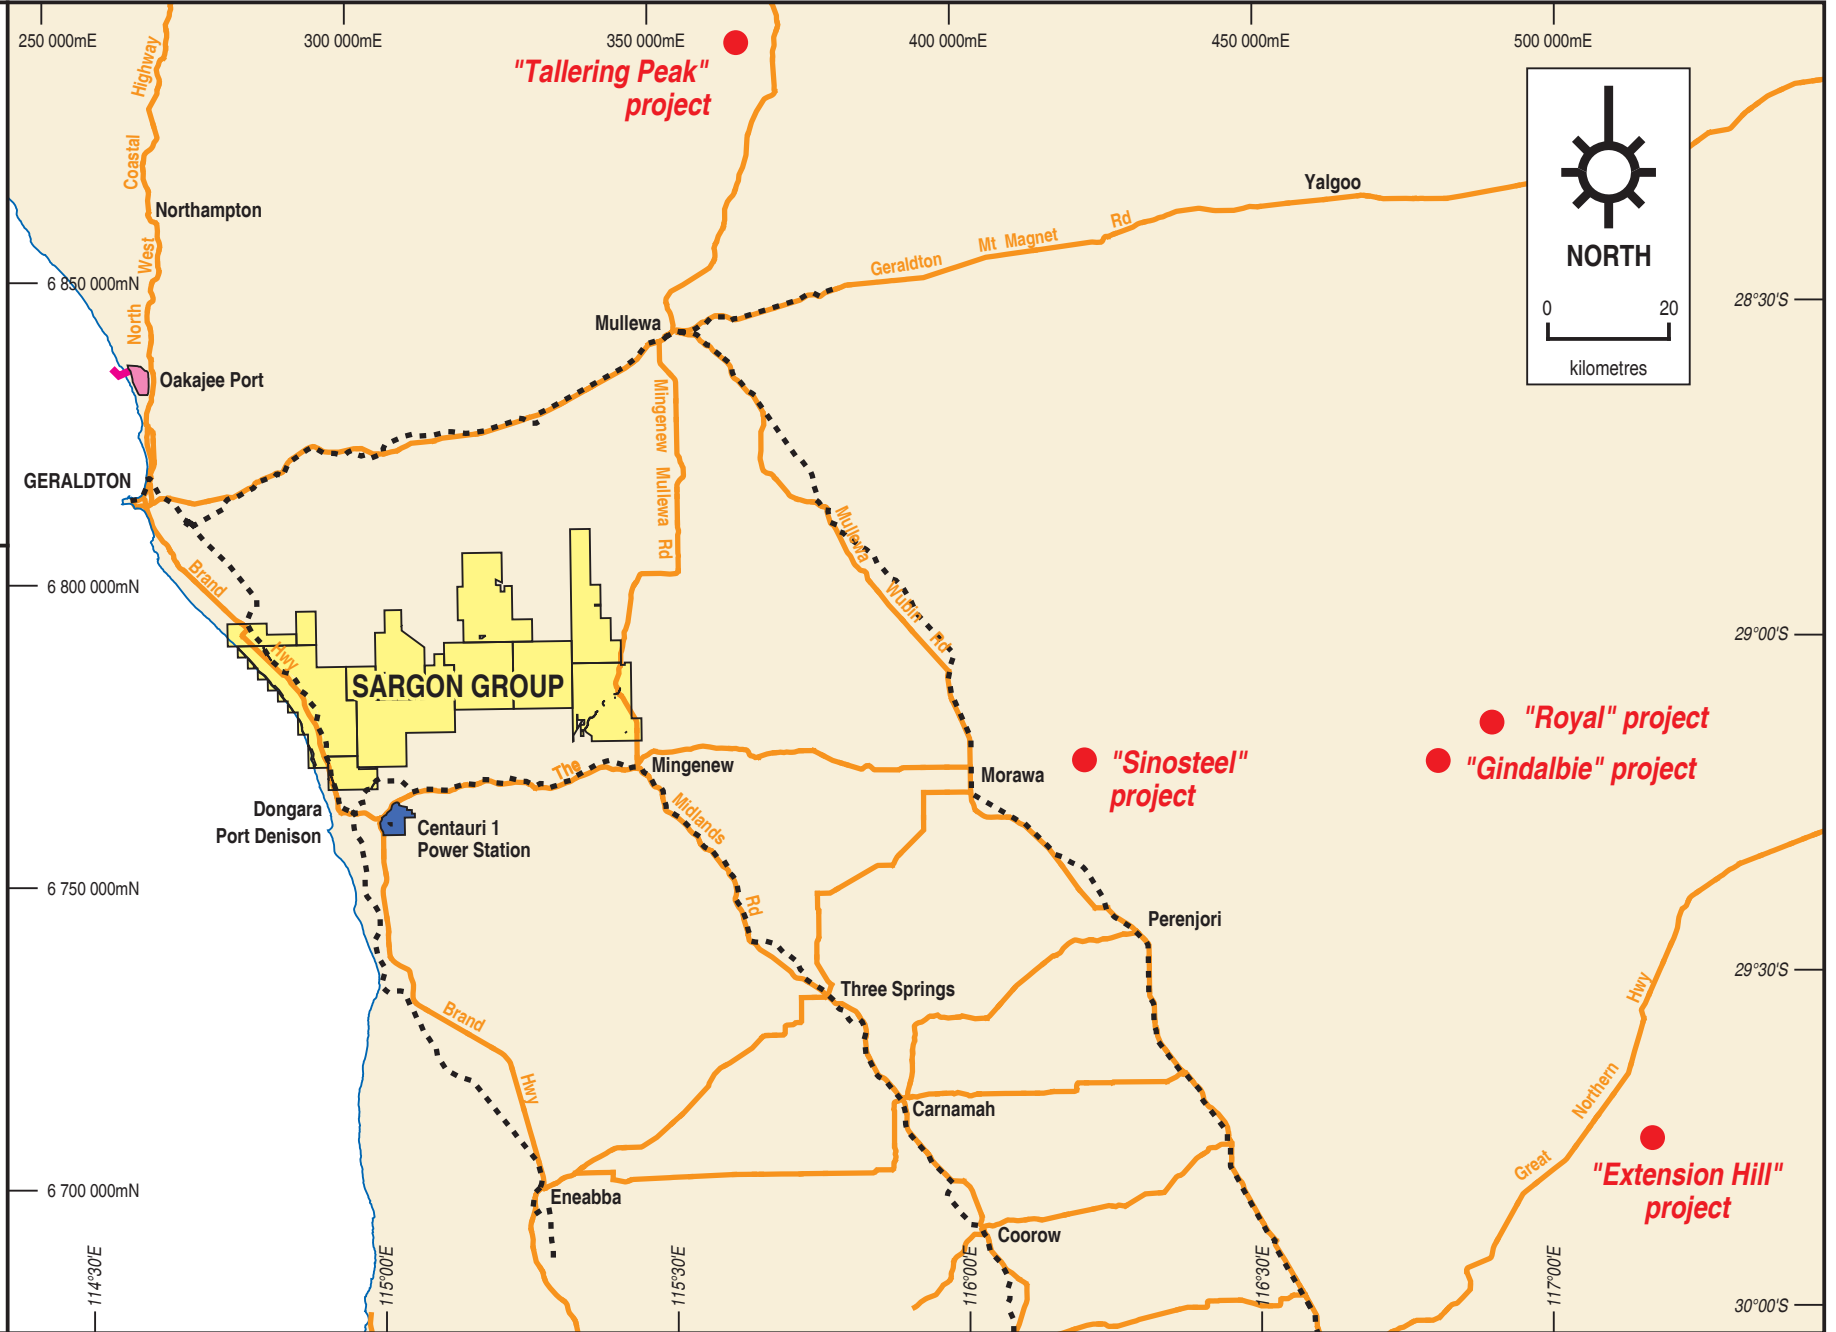 250 000mE
300 000mE
350 000mE
400 000mE
450 000mE
500 000mE
"Tallering Peak"
project
North West Coastal Highway
Northampton
Yalgoo
NORTH
0 20
kilometres
Geraldton Mt Magnet Rd
6 850 000mN
28°30'S
Mullewa
Oakajee Port
Mingenew Mullewa Rd
GERALDTON
Mullewa Wubin Rd
6 800 000mN
Brand Hwy
29°00'S
SARGON GROUP
"Royal" project
"Sinosteel"
project
"Gindalbie" project
The Midlands Rd
Mingenew
Morawa
Dongara
Port Denison
Centauri 1
Power Station
6 750 000mN
Perenjori
29°30'S
Three Springs
Brand Hwy
Great Northern Hwy
Carnamah
"Extension Hill"
project
6 700 000mN
Eneabba
Coorow
114°30'E
115°00'E
115°30'E
116°00'E
116°30'E
117°00'E
30°00'S